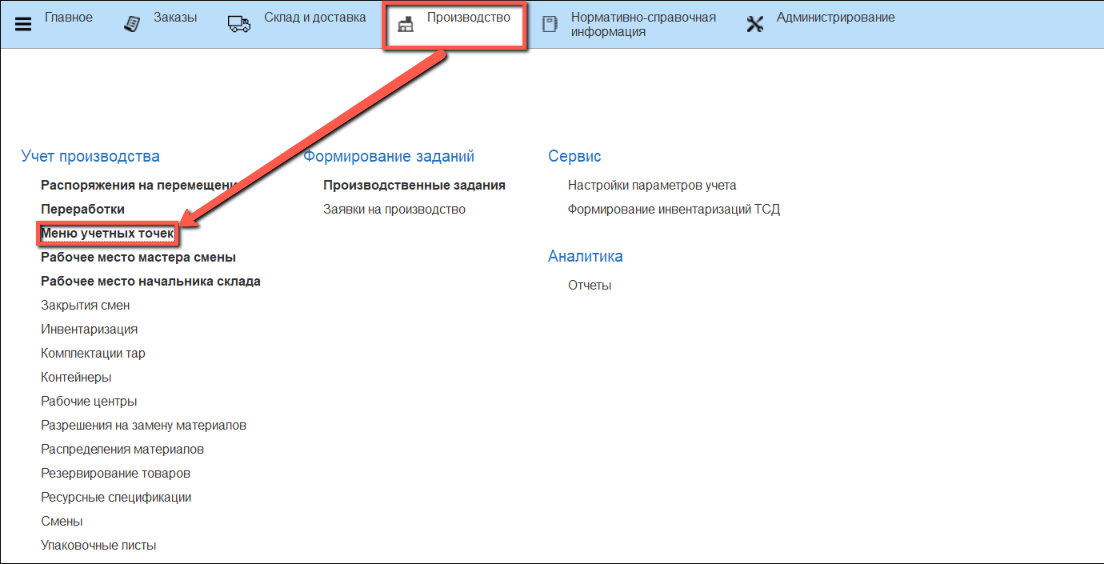 Главное
Заказы
Склад и доставка
Производство
Нормативно-справочная
информация
Администрирование
Учет производства
Распоряжения на перемещени
Переработки
Меню учетных точек
Рабочее место мастера смены
Рабочее место начальника склада
Закрытия смен
Инвентаризация
Комплектации тар
Контейнеры
Рабочие центры
Разрешения на замену материалов
Распределения материалов
Резервирование товаров
Ресурсные спецификации
Смены
Упаковочные листы
Формирование заданий
Производственные задания
Заявки на производство
Сервис
Настройки параметров учета
Формирование инвентаризаций ТСД
Аналитика
Отчеты